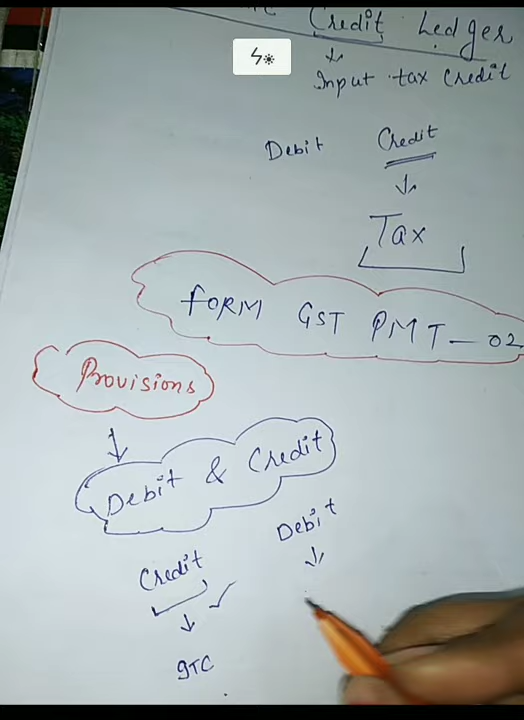 Credit Ledger
Input tax Credit
Debit Credit
Tax
FORM GST PMT-02
Provisions
Debit & Credit
Credit Debit
ITC